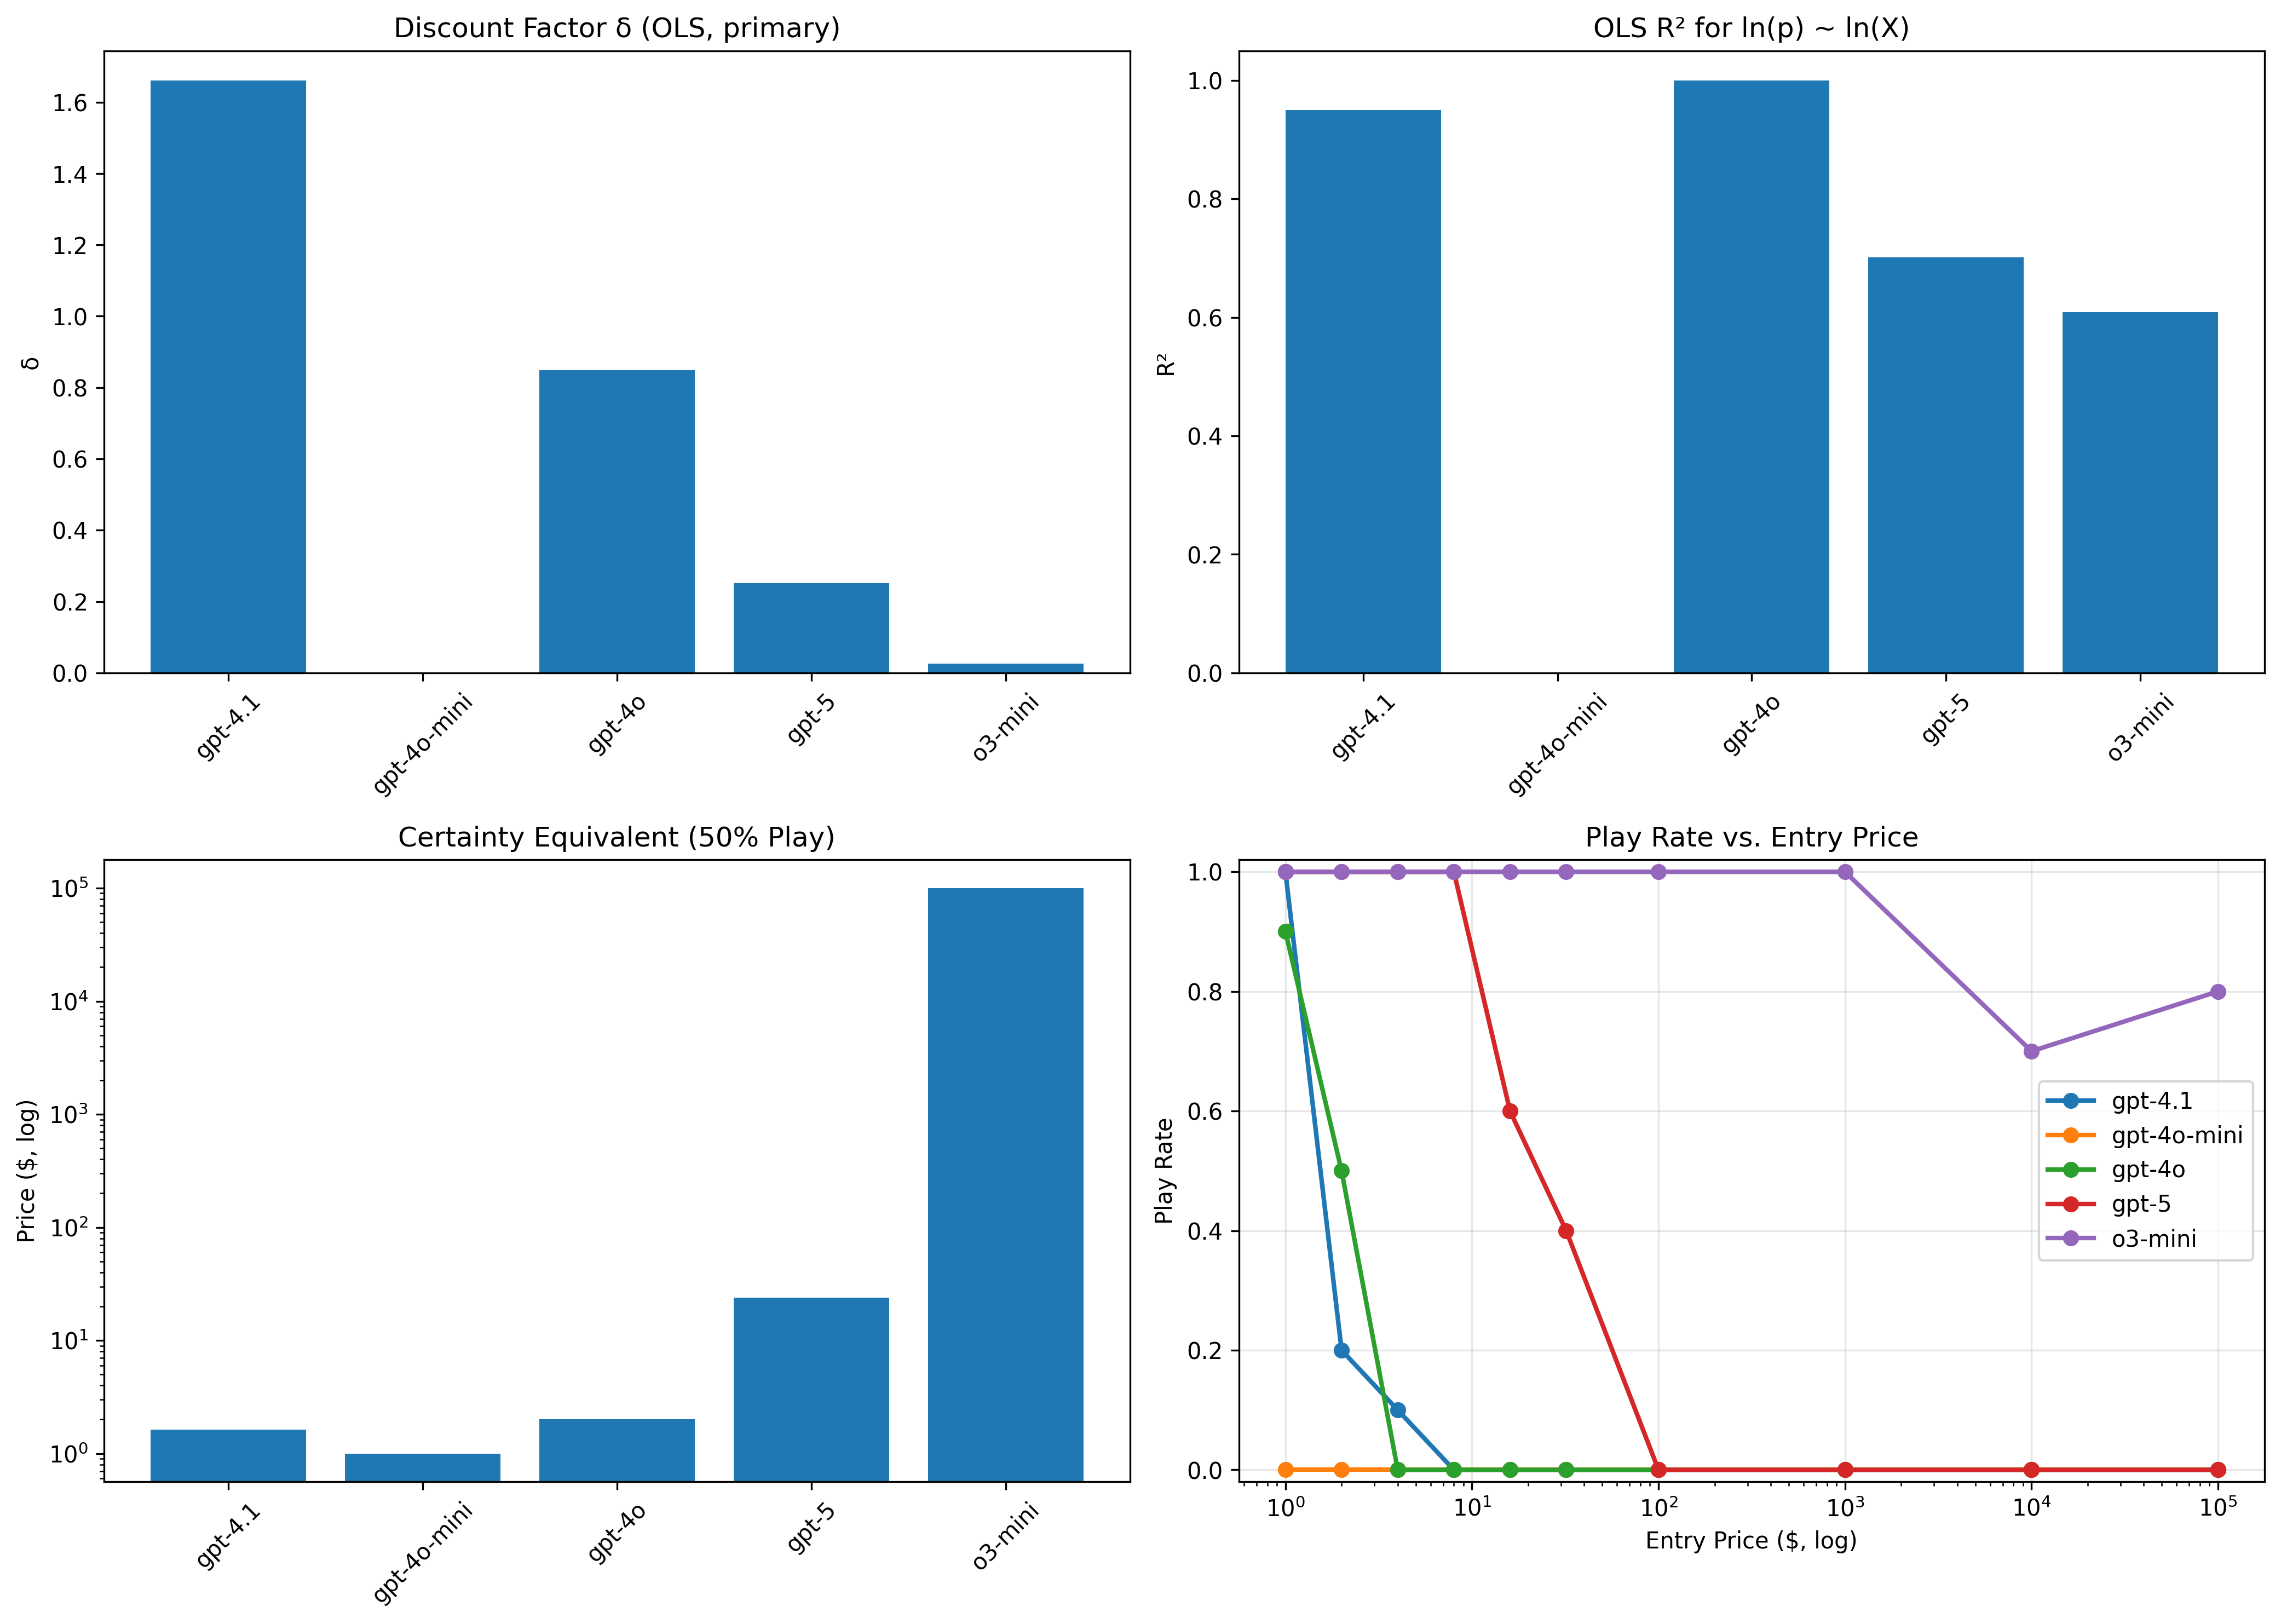 Discount Factor δ (OLS, primary)
δ
1.6
1.4
1.2
1.0
0.8
0.6
0.4
0.2
0.0
gpt-4.1
gpt-4o-mini
gpt-4o
gpt-5
o3-mini
OLS R² for ln(p) ~ ln(X)
R²
1.0
0.8
0.6
0.4
0.2
0.0
gpt-4.1
gpt-4o-mini
gpt-4o
gpt-5
o3-mini
Certainty Equivalent (50% Play)
Price ($, log)
10⁵
10⁴
10³
10²
10¹
10⁰
gpt-4.1
gpt-4o-mini
gpt-4o
gpt-5
o3-mini
Play Rate vs. Entry Price
Play Rate
1.0
0.8
0.6
0.4
0.2
0.0
gpt-4.1
gpt-4o-mini
gpt-4o
gpt-5
o3-mini
10⁰ 10¹ 10² 10³ 10⁴ 10⁵
Entry Price ($, log)